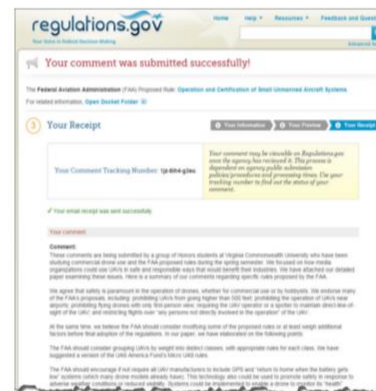 regulations.gov
Your Voice in Federal Decision-Making
Home Help Resources Feedback and Questi
Advanced
Your comment was submitted successfully!
The Federal Aviation Administration (FAA) Proposed Rule: Operation and Certification of Small Unmanned Aircraft Systems
For related information, Open Docket Folder
3 Your Receipt
1 Your Information 2 Your Preview 3 Your Receipt
Your Comment Tracking Number:
Your comment may be viewable on Regulations.gov
once the agency has reviewed it. This process is
dependent on agency public submission
policies/procedures and processing times. Use your
tracking number to find out the status of your
comment.
Your email receipt was sent successfully.
Your comment
Comment:
These comments are being submitted by a group of Honors students at Virginia Commonwealth University who have been
studying commercial drone use and the FAA proposed rules during the spring semester. We focused on how media
organizations could use UAVs in safe and responsible ways that would benefit their industries. We have attached our detailed
paper examining these issues. Here is a summary of our comments regarding specific rules proposed by the FAA.
We agree that safety is paramount in the operation of drones, whether for commercial use or by hobbyists. We endorse many
of the FAA's proposals, including: prohibiting UAVs from going higher than 500 feet; prohibiting the operation of UAVs near
airports; prohibiting flying drones with only first-person view; requiring the UAV operator or a spotter to maintain direct line-of-
sight of the UAV; and restricting flights over "any persons not directly involved in the operation" of the UAV.
At the same time, we believe the FAA should consider modifying some of the proposed rules or at least weigh additional
factors before final adoption of the regulations. In our paper, we have elaborated on the following points:
The FAA should consider grouping UAVs by weight into distinct classes, with appropriate rules for each class. We have
suggested a version of the UAS America Fund's Micro UAS rules.
The FAA should encourage if not require all UAV manufacturers to include GPS and "return to home when the battery gets
low" systems (which many drone models already have). This technology also could be used to promote safety in response to
adverse weather conditions or reduced visibility. Systems could be implemented to enable a drone to